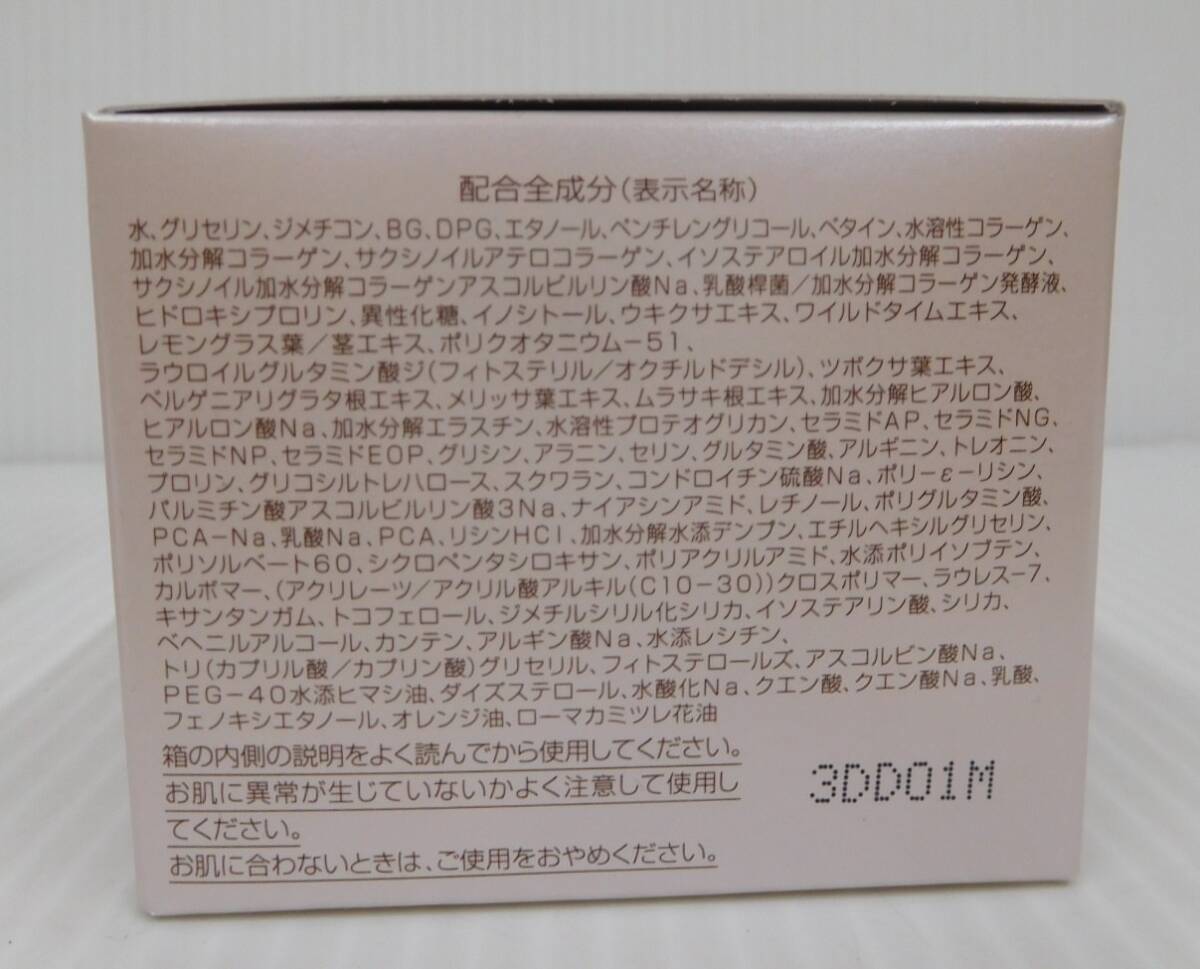 配合全成分(表示名称)
水、グリセリン、ジメチコン、BG、DPG、エタノール、ペンチレングリコール、ベタイン、水溶性コラーゲン、
加水分解コラーゲン、サクシノイルアテロコラーゲン、イソステアロイル加水分解コラーゲン、
サクシノイル加水分解コラーゲンアスコルビルリン酸Na、乳酸桿菌/加水分解コラーゲン発酵液、
ヒドロキシプロリン、異性化糖、イノシトール、ウキクサエキス、ワイルドタイムエキス、
レモングラス葉/茎エキス、ポリクオタニウム-51、
ラウロイルグルタミン酸ジ(フィトステリル/オクチルドデシル)、ツボクサ葉エキス、
ベルゲニアリグラタ根エキス、メリッサ葉エキス、ムラサキ根エキス、加水分解ヒアルロン酸、
ヒアルロン酸Na、加水分解エラスチン、水溶性プロテオグリカン、セラミドAP、セラミドNG、
セラミドNP、セラミドEOP、グリシン、アラニン、セリン、グルタミン酸、アルギニン、トレオニン、
プロリン、グリコシルトレハロース、スクワラン、コンドロイチン硫酸Na、ポリ-ε-リシン、
パルミチン酸アスコルビルリン酸3Na、ナイアシンアミド、レチノール、ポリグルタミン酸、
PCA-Na、乳酸Na、PCA、リシンHCl、加水分解水添デンプン、エチルヘキシルグリセリン、
ポリソルベート60、シクロペンタシロキサン、ポリアクリルアミド、水添ポリイソブテン、
カルボマー、(アクリレーツ/アクリル酸アルキル(C10-30))クロスポリマー、ラウレス-7、
キサンタンガム、トコフェロール、ジメチルシリル化シリカ、イソステアリン酸、シリカ、
ベヘニルアルコール、カンテン、アルギン酸Na、水添レシチン、
トリ(カプリル酸/カプリン酸)グリセリル、フィトステロールズ、アスコルビン酸Na、
PEG-40水添ヒマシ油、ダイズステロール、水酸化Na、クエン酸、クエン酸Na、乳酸、
フェノキシエタノール、オレンジ油、ローマカミツレ花油
箱の内側の説明をよく読んでから使用してください。
お肌に異常が生じていないかよく注意して使用し
てください。
お肌に合わないときは、ご使用をおやめください。
3DD01M